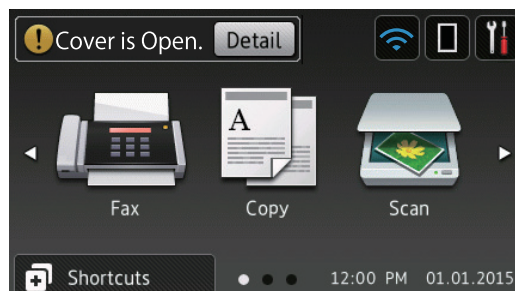 Cover is Open. Detail
A
Fax Copy Scan
Shortcuts 12:00 PM 01.01.2015